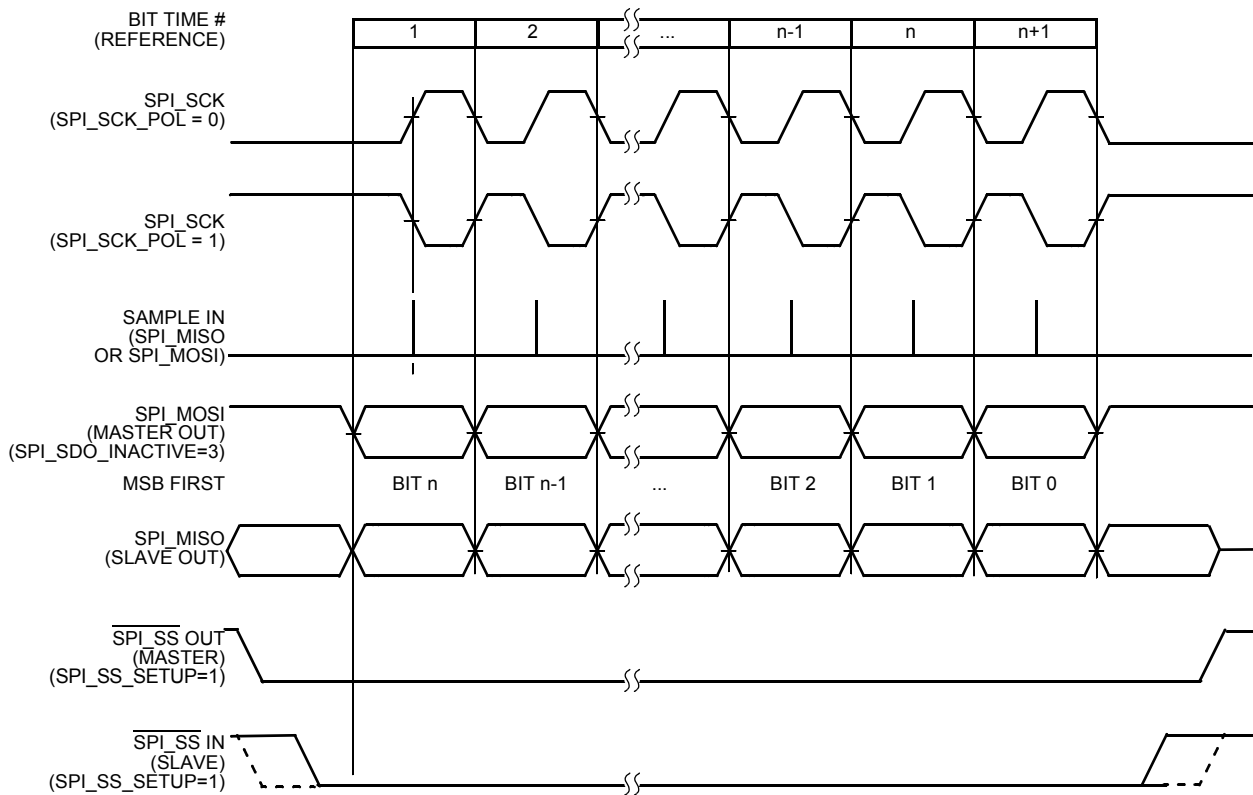 BIT TIME #
(REFERENCE)
1 2 ... n-1 n n+1
SPI_SCK
(SPI_SCK_POL = 0)
SPI_SCK
(SPI_SCK_POL = 1)
SAMPLE IN
(SPI_MISO
OR SPI_MOSI)
SPI_MOSI
(MASTER OUT)
(SPI_SDO_INACTIVE=3)
MSB FIRST BIT n BIT n-1 ... BIT 2 BIT 1 BIT 0
SPI_MISO
(SLAVE OUT)
SPI_SS OUT
(MASTER)
(SPI_SS_SETUP=1)
SPI_SS IN
(SLAVE)
(SPI_SS_SETUP=1)